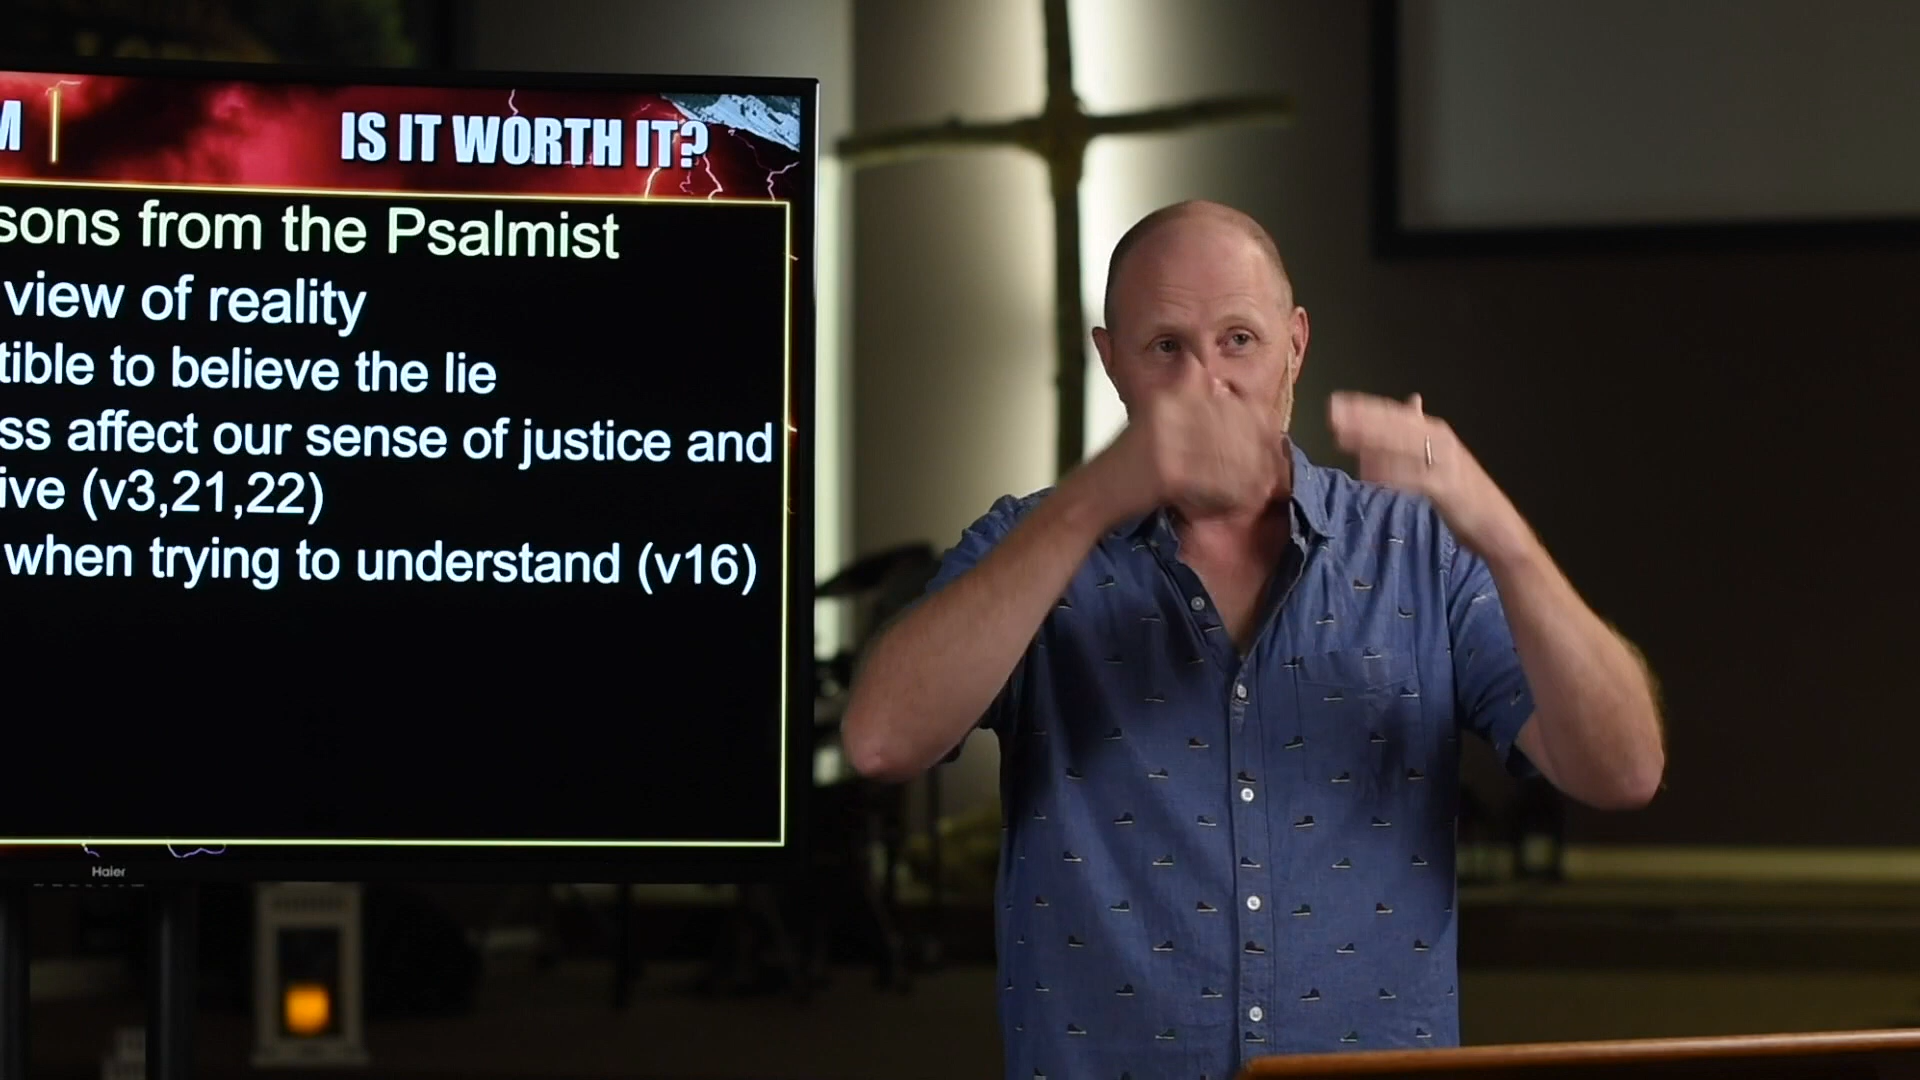 M
IS IT WORTH IT?
sons from the Psalmist
view of reality
tible to believe the lie
ss affect our sense of justice and
ive (v3,21,22)
when trying to understand (v16)
Haier